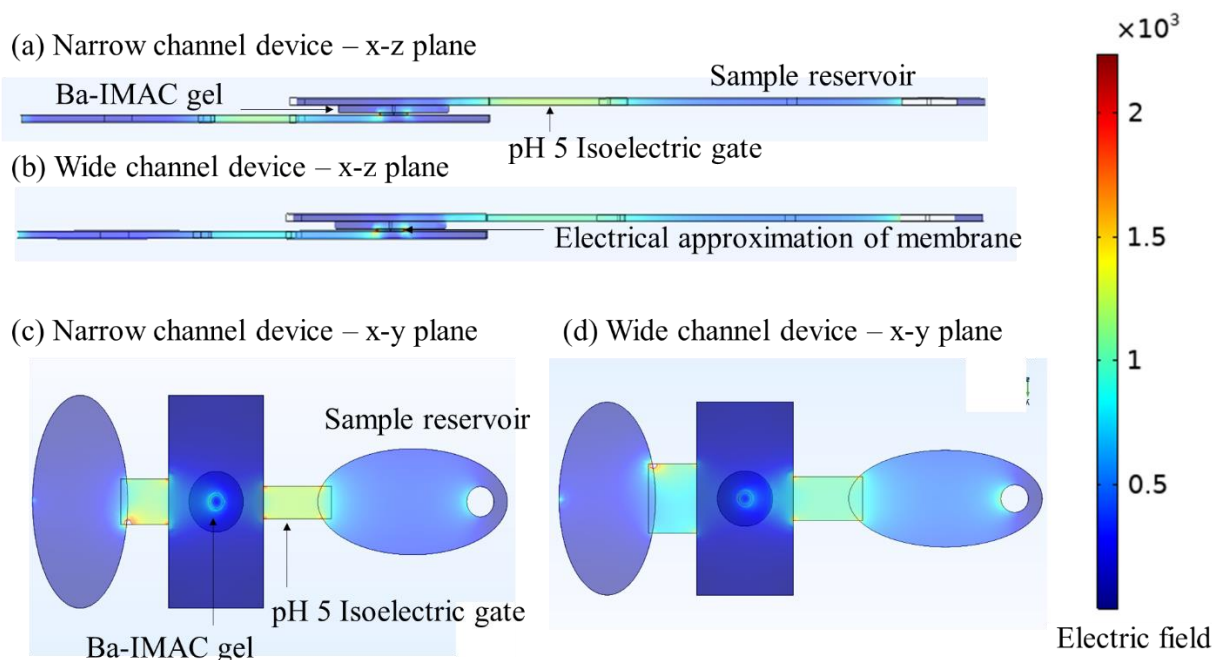 ×10³
(a) Narrow channel device – x-z plane
Sample reservoir
Ba-IMAC gel
pH 5 Isoelectric gate
(b) Wide channel device – x-z plane
Electrical approximation of membrane
2
1.5
1
0.5
(c) Narrow channel device – x-y plane
(d) Wide channel device – x-y plane
Sample reservoir
pH 5 Isoelectric gate
Ba-IMAC gel
Electric field